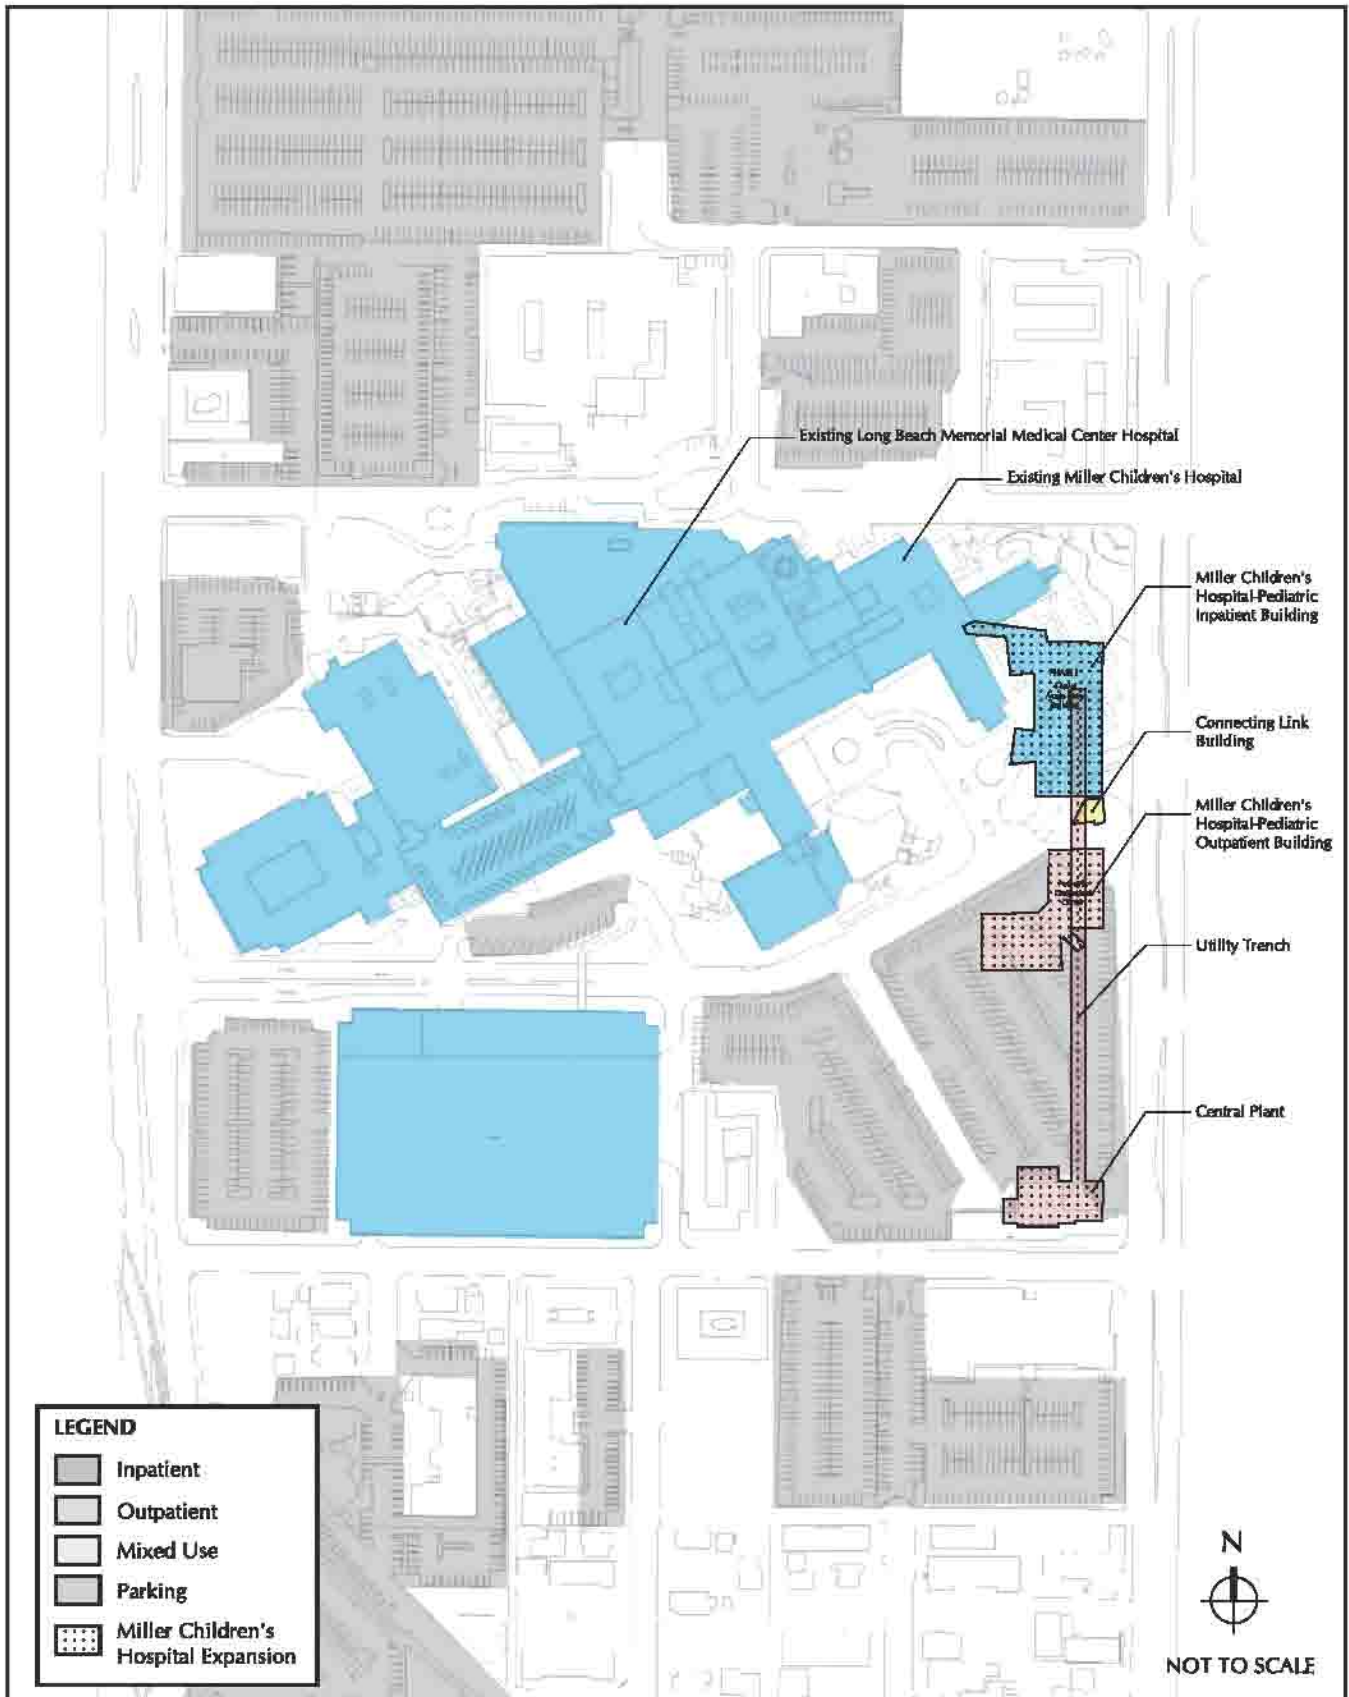 Existing Long Beach Memorial Medical Center Hospital
Existing Miller Children's Hospital
Miller Children's
Hospital-Pediatric
Inpatient Building
Connecting Link
Building
Miller Children's
Hospital-Pediatric
Outpatient Building
Utility Trench
Central Plant
LEGEND
Inpatient
Outpatient
Mixed Use
Parking
Miller Children's
Hospital Expansion
N
NOT TO SCALE